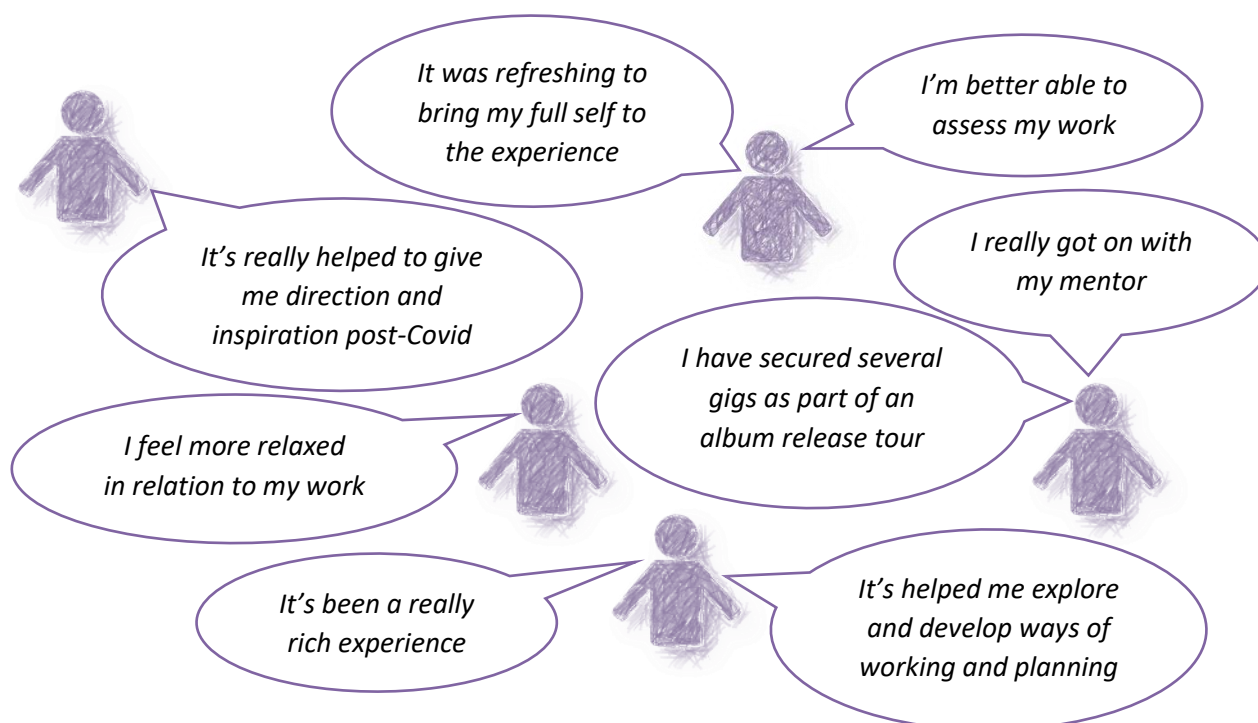 It was refreshing to
bring my full self to
the experience
I’m better able to
assess my work
It’s really helped to give
me direction and
inspiration post-Covid
I really got on with
my mentor
I have secured several
gigs as part of an
album release tour
I feel more relaxed
in relation to my work
It’s been a really
rich experience
It’s helped me explore
and develop ways of
working and planning